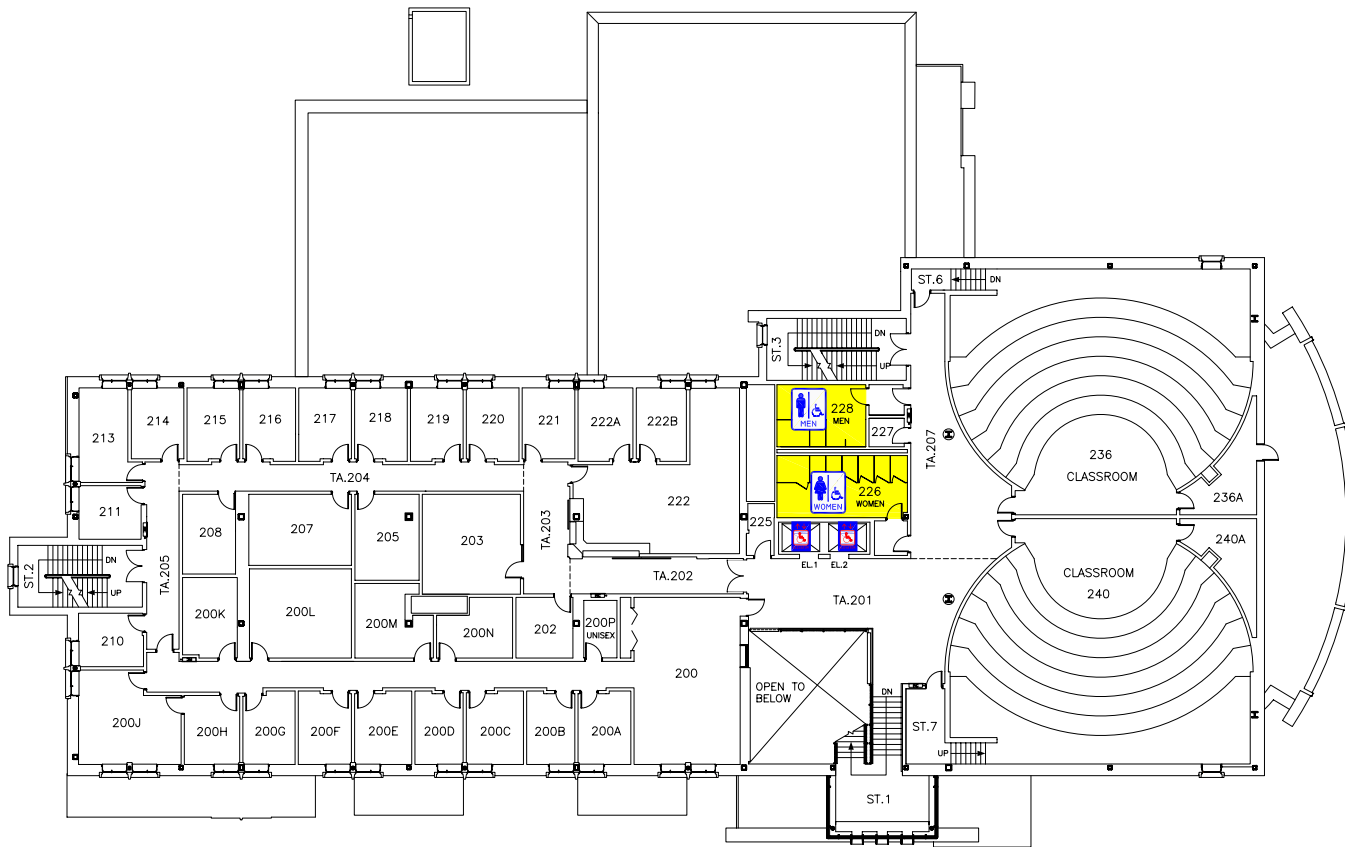 ST.6
DN
ST.3
DN
UP
214
215
216
217
218
219
220
221
222A
222B
213
228
MEN
MEN
227
TA.207
236
CLASSROOM
236A
TA.204
222
226
WOMEN
WOMEN
211
208
207
205
203
TA.203
225
240A
ST.2
DN
UP
TA.205
EL.1
EL.2
TA.202
CLASSROOM
240
TA.201
200K
200L
200M
200N
202
200P
UNISEX
210
200
OPEN TO
BELOW
DN
200J
200H
200G
200F
200E
200D
200C
200B
200A
ST.7
UP
ST.1